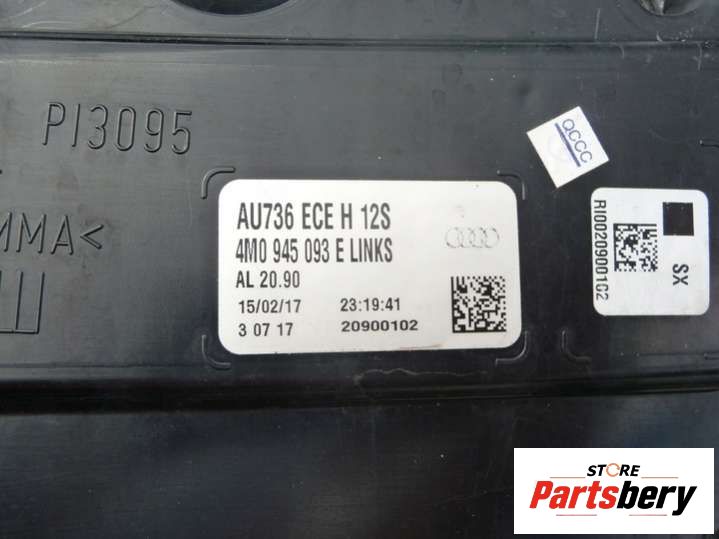 PI3095
MMA<
QCCC
AU736 ECE H 12S
4M0 945 093 E LINKS
AL 20.90
15/02/17 23:19:41
3 07 17 20900102
SX
STORE
Partsbery